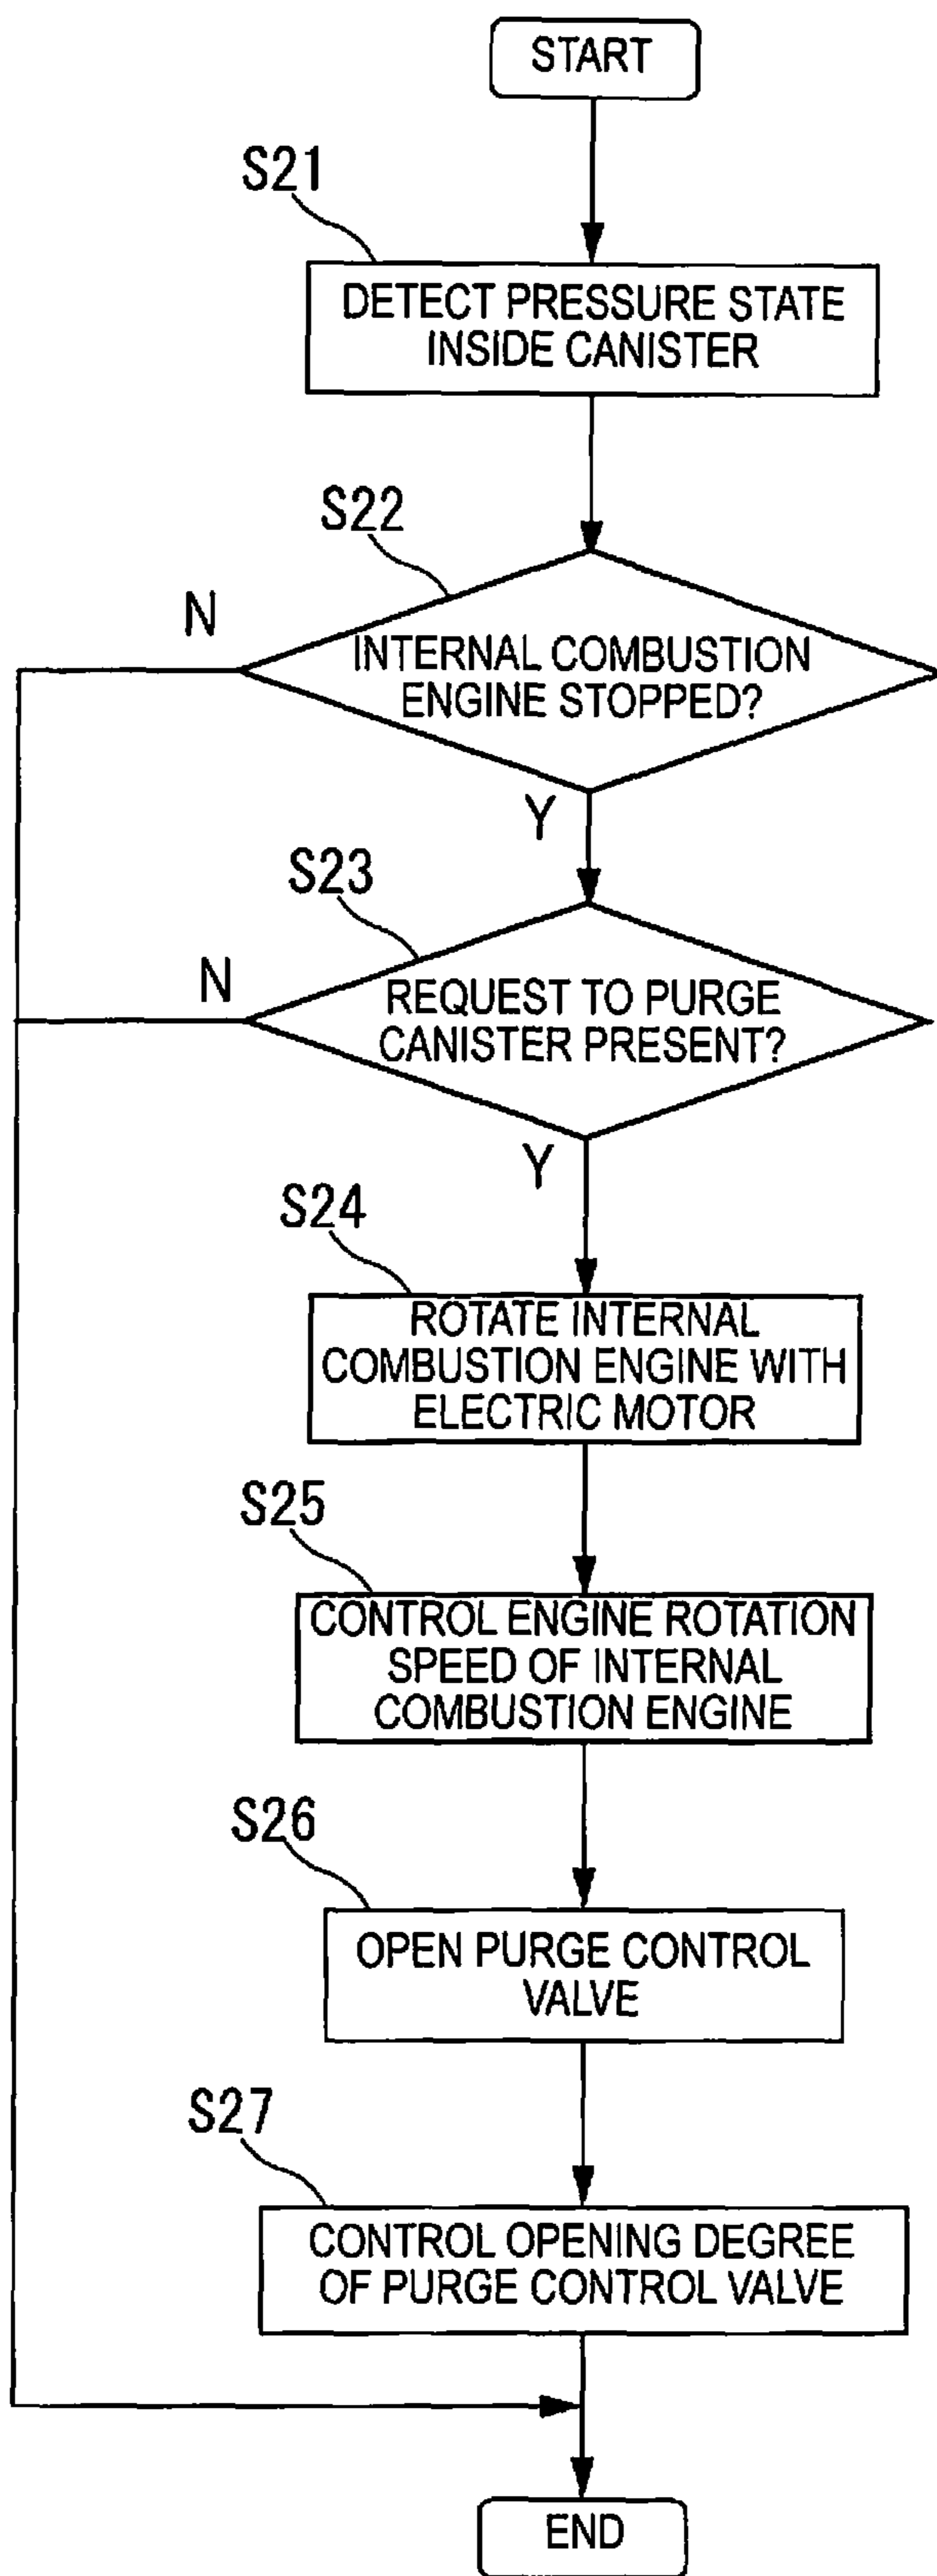 START
S21
DETECT PRESSURE STATE
INSIDE CANISTER
S22
N
INTERNAL COMBUSTION
ENGINE STOPPED?
Y
S23
N
REQUEST TO PURGE
CANISTER PRESENT?
Y
S24
ROTATE INTERNAL
COMBUSTION ENGINE WITH
ELECTRIC MOTOR
S25
CONTROL ENGINE ROTATION
SPEED OF INTERNAL
COMBUSTION ENGINE
S26
OPEN PURGE CONTROL
VALVE
S27
CONTROL OPENING DEGREE
OF PURGE CONTROL VALVE
END